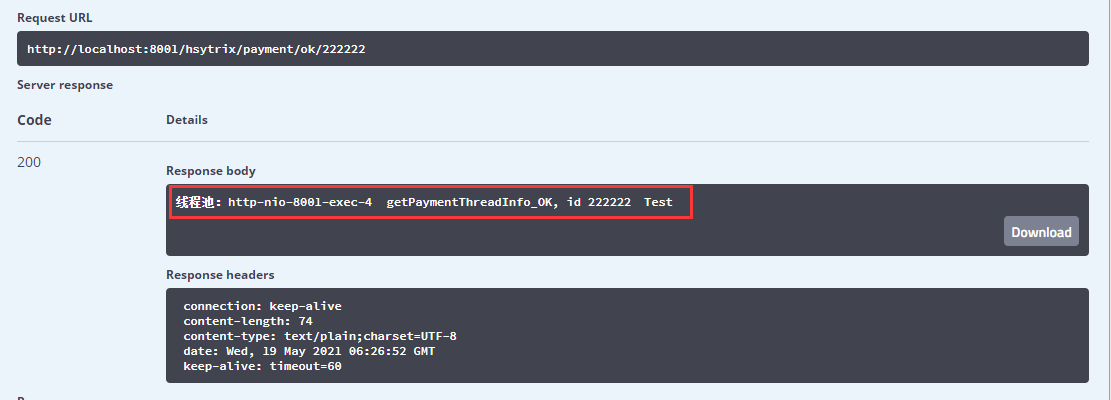 Request URL
http://localhost:8001/hsytrix/payment/ok/222222
Server response
Code Details
200
Response body
线程池：http-nio-8001-exec-4  getPaymentThreadInfo_OK, id 222222  Test
Download
Response headers
connection: keep-alive
content-length: 74
content-type: text/plain;charset=UTF-8
date: Wed, 19 May 2021 06:26:52 GMT
keep-alive: timeout=60